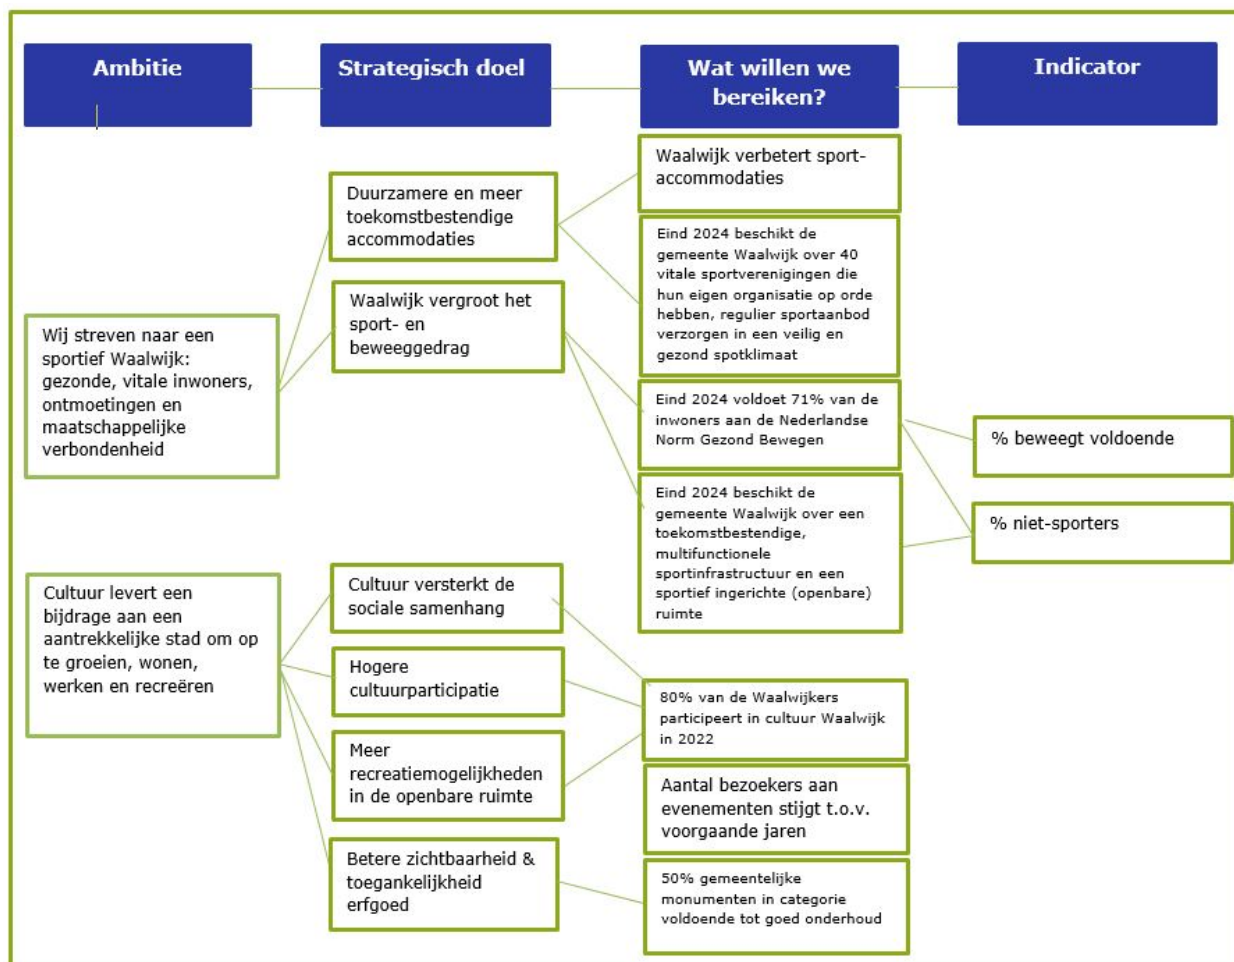 Ambitie
Strategisch doel
Wat willen we
bereiken?
Indicator
Wij streven naar een
sportief Waalwijk:
gezonde, vitale inwoners,
ontmoetingen en
maatschappelijke
verbondenheid
Duurzamere en meer
toekomstbestendige
accommodaties
Waalwijk vergroot het
sport- en
beweeggedrag
Waalwijk verbetert sport-
accommodaties
Eind 2024 beschikt de
gemeente Waalwijk over 40
vitale sportverenigingen die
hun eigen organisatie op orde
hebben, regulier sportaanbod
verzorgen in een veilig en
gezond spotklimaat
Eind 2024 voldoet 71% van de
inwoners aan de Nederlandse
Norm Gezond Bewegen
Eind 2024 beschikt de
gemeente Waalwijk over een
toekomstbestendige,
multifunctionele
sportinfrastructuur en een
sportief ingerichte (openbare)
ruimte
% beweegt voldoende
% niet-sporters
Cultuur levert een
bijdrage aan een
aantrekkelijke stad om op
te groeien, wonen,
werken en recreëren
Cultuur versterkt de
sociale samenhang
Hogere
cultuurparticipatie
Meer
recreatiemogelijkheden
in de openbare ruimte
Betere zichtbaarheid &
toegankelijkheid
erfgoed
80% van de Waalwijkers
participeert in cultuur Waalwijk
in 2022
Aantal bezoekers aan
evenementen stijgt t.o.v.
voorgaande jaren
50% gemeentelijke
monumenten in categorie
voldoende tot goed onderhoud